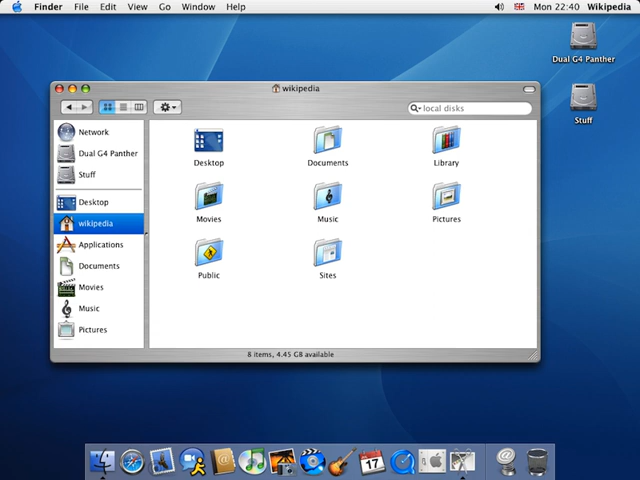 Finder File Edit View Go Window Help Mon 22:40 Wikipedia
Dual G4 Panther
Stuff
wikipedia
local disks
Network
Dual G4 Panther
Stuff
Desktop
wikipedia
Applications
Documents
Movies
Music
Pictures
Desktop Documents Library
Movies Music Pictures
Public Sites
8 items, 4.45 GB available
17